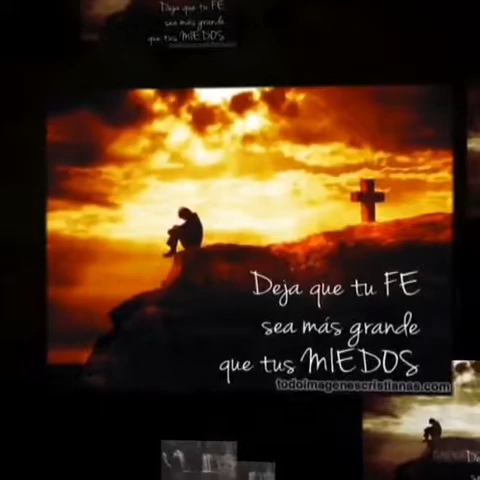 Deja que tu FE
sea más grande
que tus MIEDOS
Deja que tu FE
sea más grande
que tus MIEDOS
todoimagenescristianas.com